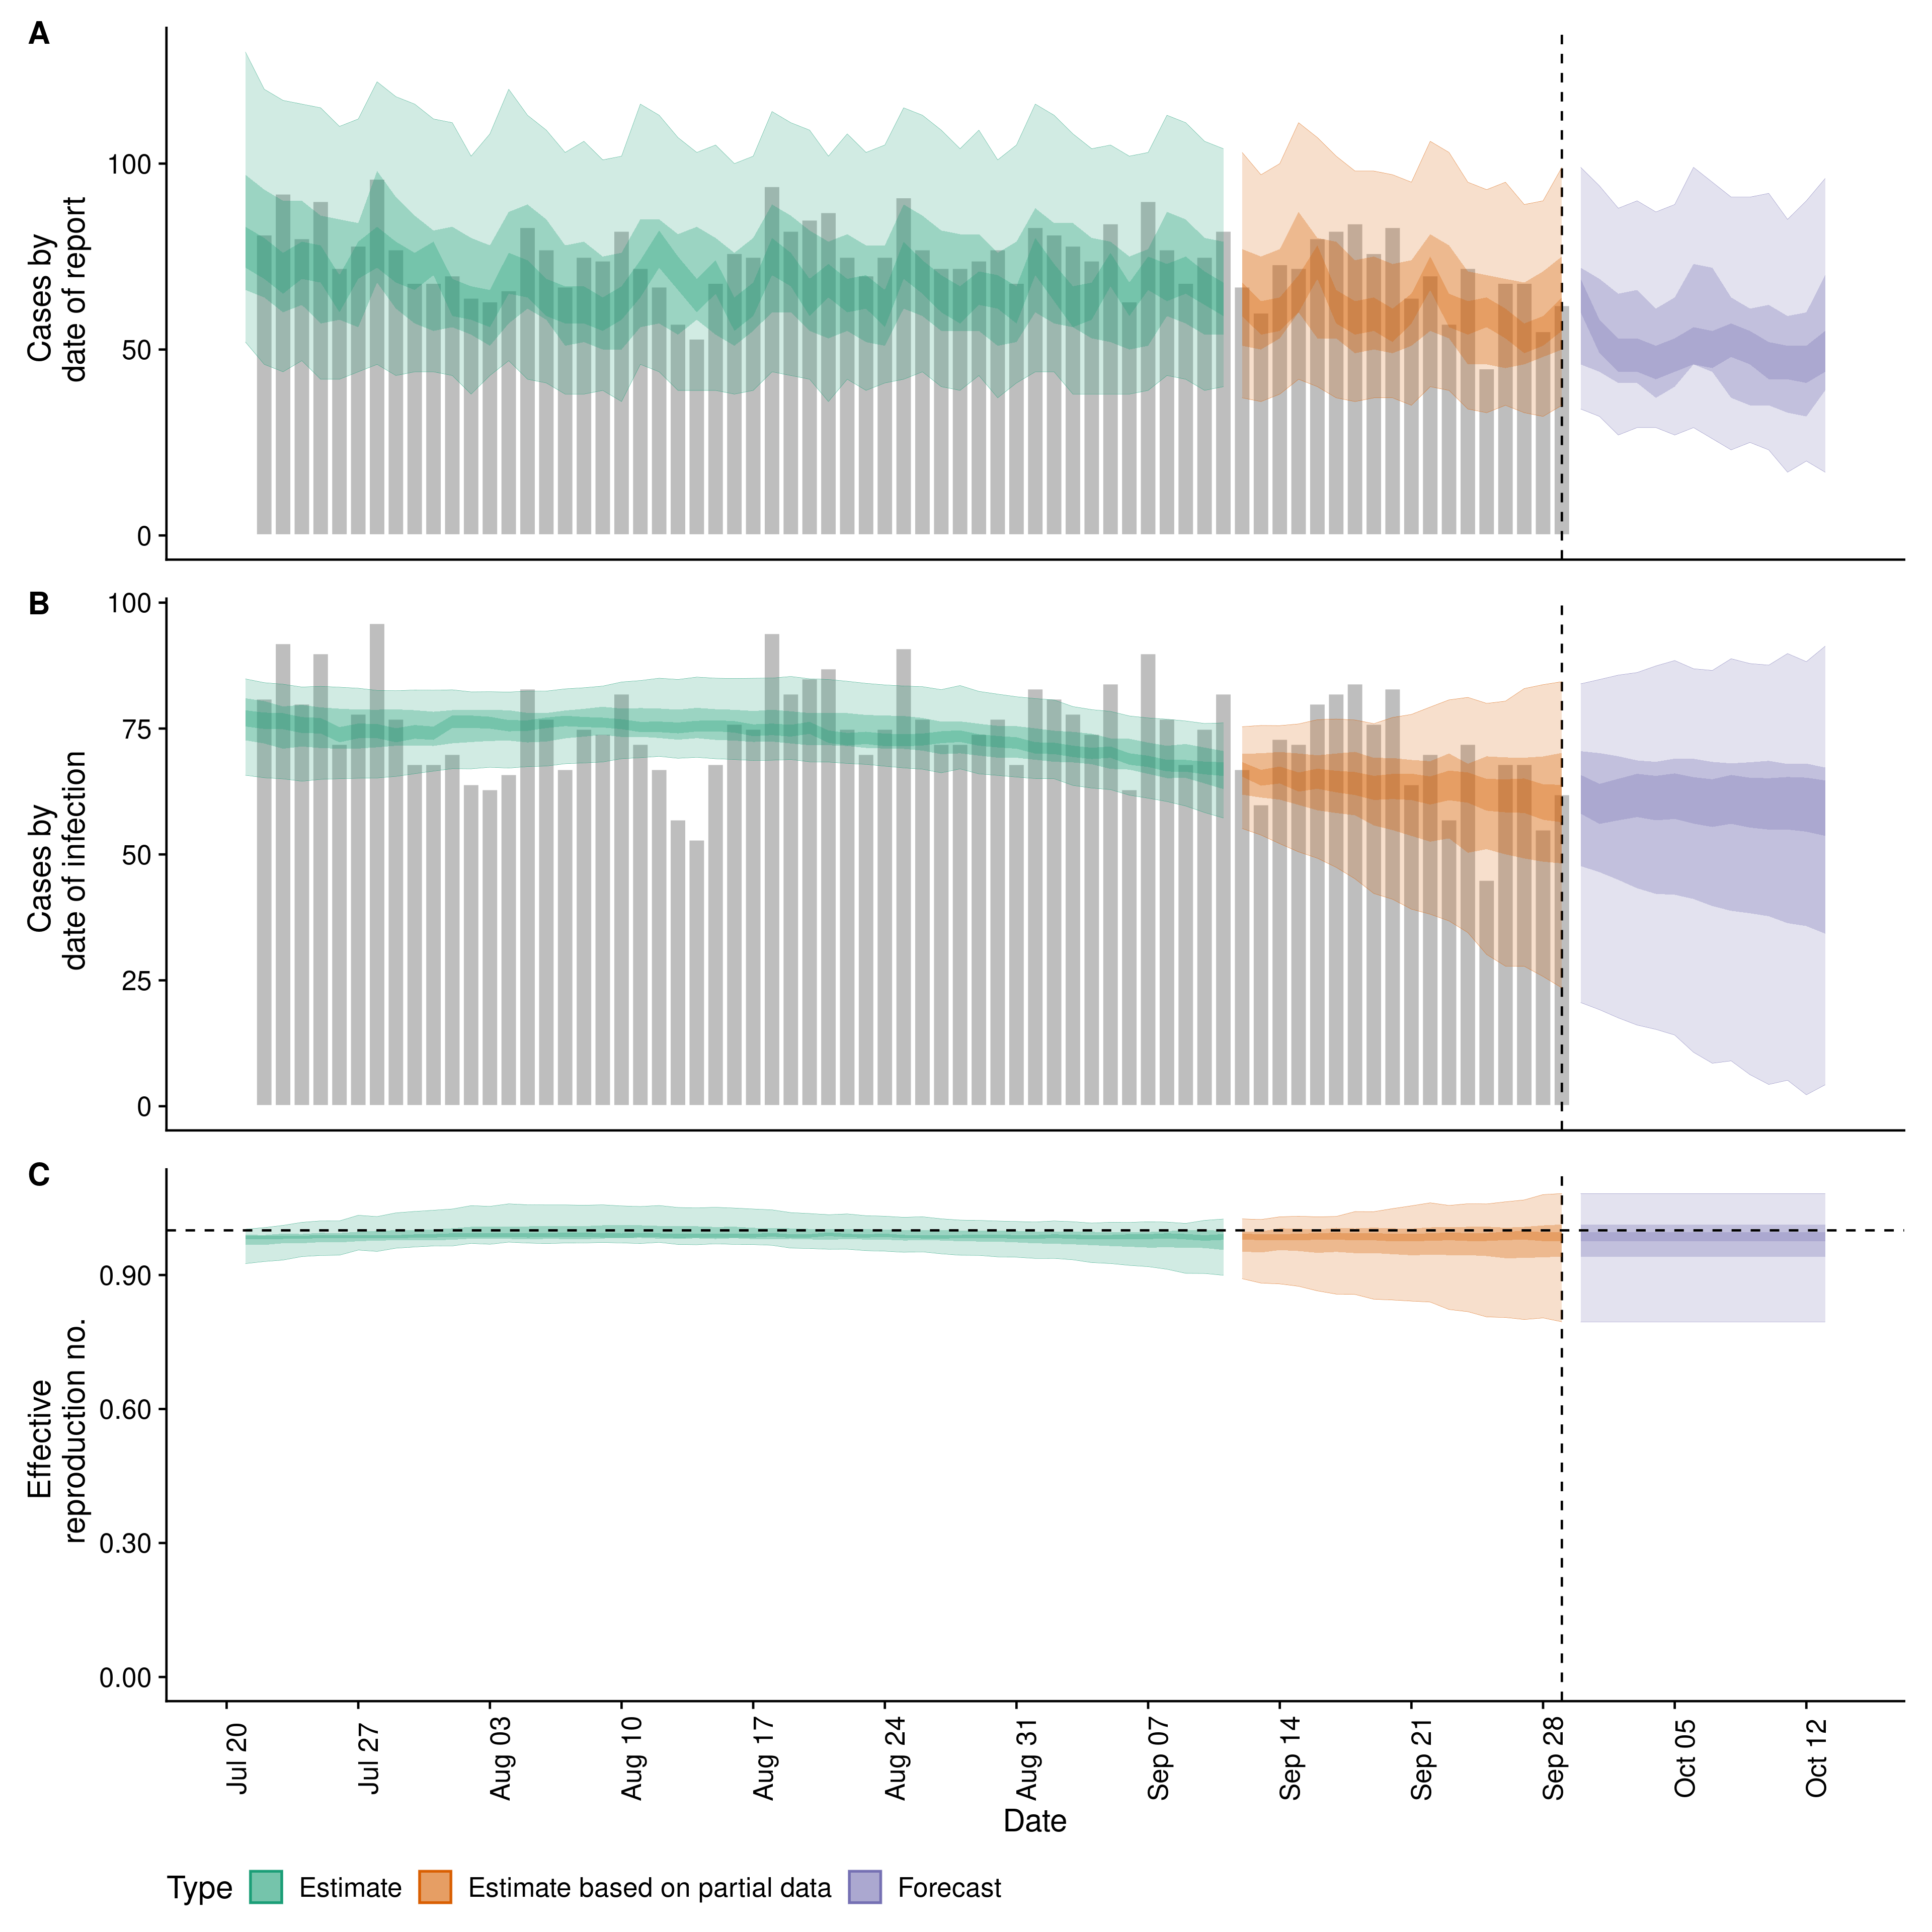 A
Cases by
date of report
100
50
0
B
Cases by
date of infection
100
75
50
25
0
C
Effective
reproduction no.
0.90
0.60
0.30
0.00
Jul 20
Jul 27
Aug 03
Aug 10
Aug 17
Aug 24
Aug 31
Sep 07
Sep 14
Sep 21
Sep 28
Oct 05
Oct 12
Date
Type Estimate Estimate based on partial data Forecast